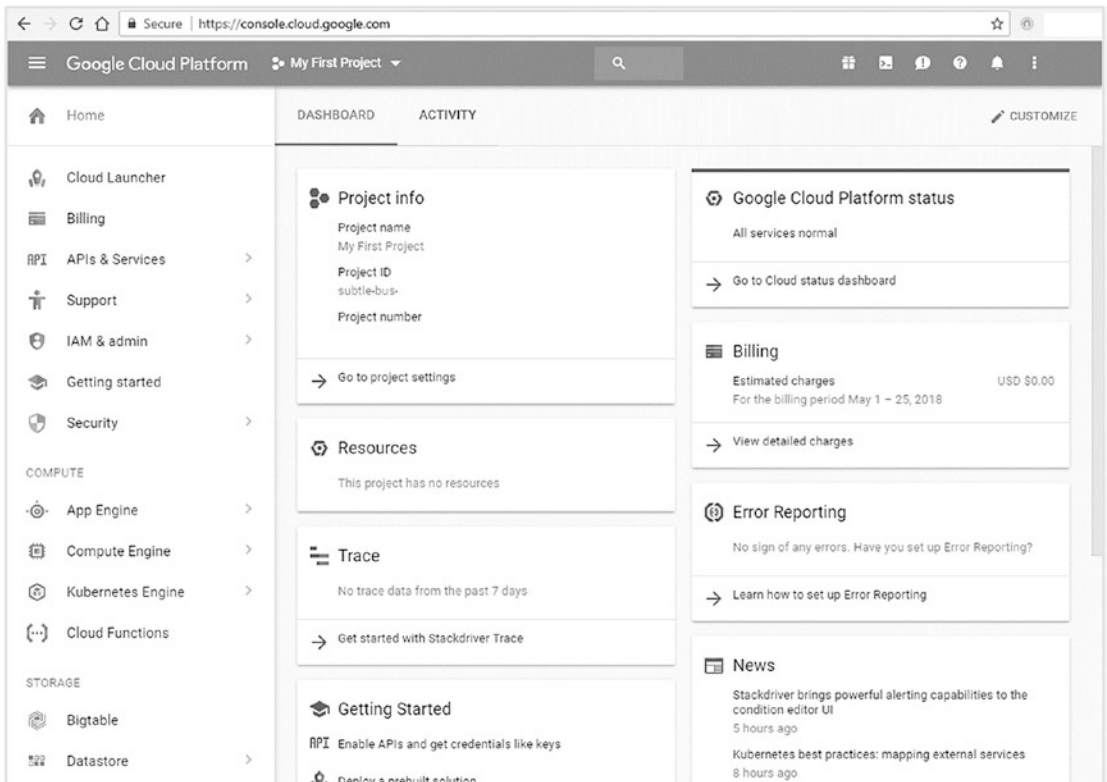 Secure | https://console.cloud.google.com
Google Cloud Platform
My First Project
Home
Cloud Launcher
Billing
API APIs & Services
Support
IAM & admin
Getting started
Security
COMPUTE
App Engine
Compute Engine
Kubernetes Engine
Cloud Functions
STORAGE
Bigtable
Datastore
DASHBOARD
ACTIVITY
CUSTOMIZE
Project info
Project name
My First Project
Project ID
subtle-bus-
Project number
Go to project settings
Resources
This project has no resources
Trace
No trace data from the past 7 days
Get started with Stackdriver Trace
Getting Started
API Enable APIs and get credentials like keys
Deploy a prebuilt solution
Google Cloud Platform status
All services normal
Go to Cloud status dashboard
Billing
Estimated charges USD $0.00
For the billing period May 1 – 25, 2018
View detailed charges
Error Reporting
No sign of any errors. Have you set up Error Reporting?
Learn how to set up Error Reporting
News
Stackdriver brings powerful alerting capabilities to the
condition editor UI
5 hours ago
Kubernetes best practices: mapping external services
8 hours ago